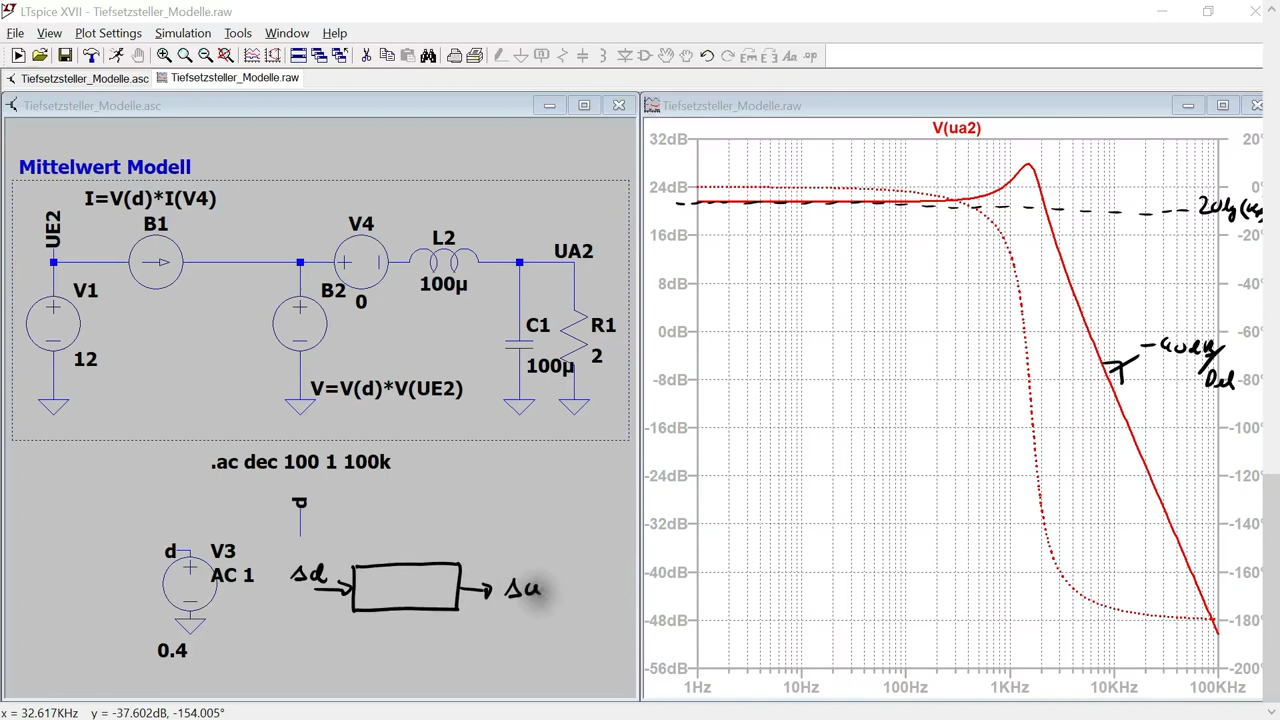 LTspice XVII - Tiefsetzsteller_Modelle.raw
File View Plot Settings Simulation Tools Window Help
Tiefsetzsteller_Modelle.asc Tiefsetzsteller_Modelle.raw
Tiefsetzsteller_Modelle.asc
Mittelwert Modell
I=V(d)*I(V4)
UE2
B1
V4
L2
UA2
V1
B2
0
100µ
C1
R1
12
100µ
2
V=V(d)*V(UE2)
.ac dec 100 1 100k
d
d
V3
AC 1
0.4
Δd
Δu
Tiefsetzsteller_Modelle.raw
V(ua2)
32dB
24dB
16dB
8dB
0dB
-8dB
-16dB
-24dB
-32dB
-40dB
-48dB
-56dB
20°
0°
-20°
-40°
-60°
-80°
-100°
-120°
-140°
-160°
-180°
-200°
1Hz 10Hz 100Hz 1KHz 10KHz 100KHz
-40dB/
x = 32.617KHz y = -37.602dB, -154.005°